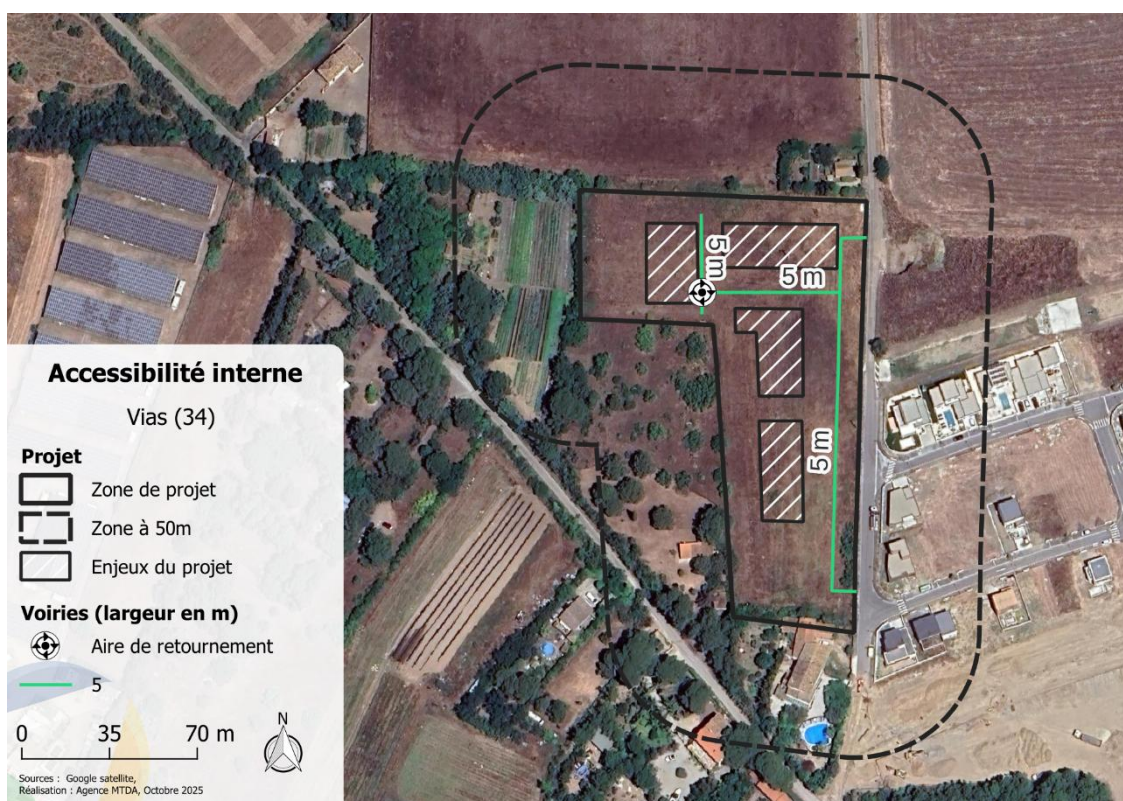 5 m
5 m
5 m
Accessibilité interne
Vias (34)
Projet
Zone de projet
Zone à 50m
Enjeux du projet
Voiries (largeur en m)
Aire de retournement
5
0 35 70 m
N
Sources : Google satellite,
Réalisation : Agence MTDA, Octobre 2025